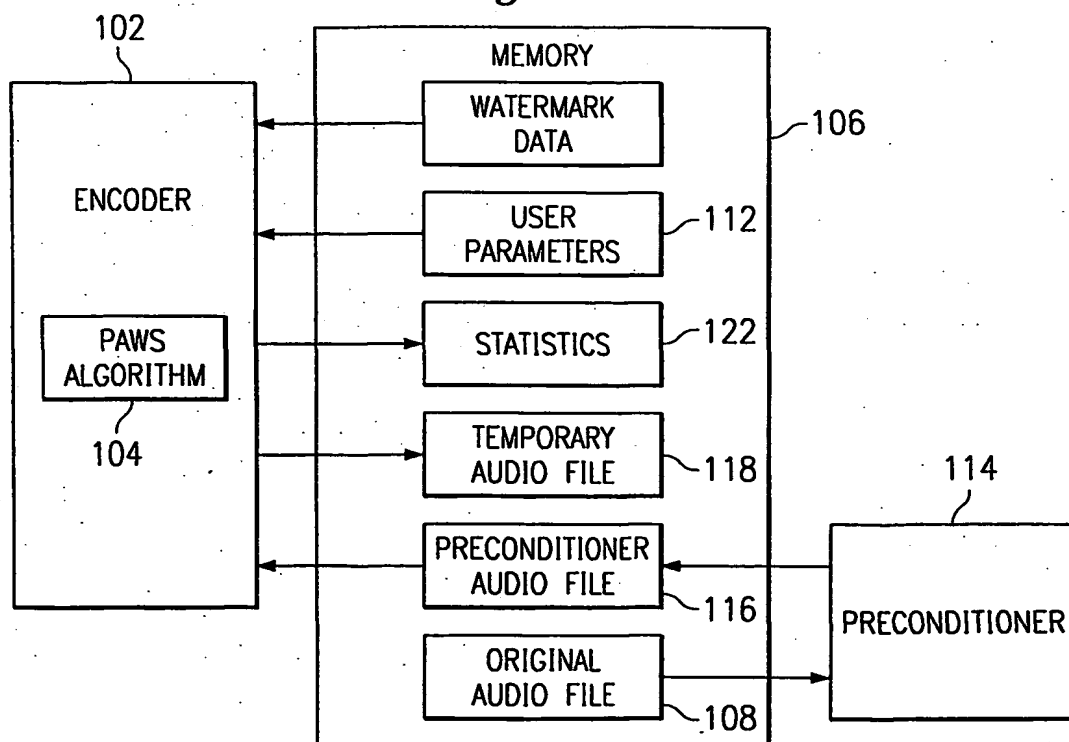 102
MEMORY
WATERMARK
DATA
106
ENCODER
USER
PARAMETERS
112
PAWS
ALGORITHM
104
STATISTICS
122
TEMPORARY
AUDIO FILE
118
114
PRECONDITIONER
AUDIO FILE
116
PRECONDITIONER
ORIGINAL
AUDIO FILE
108